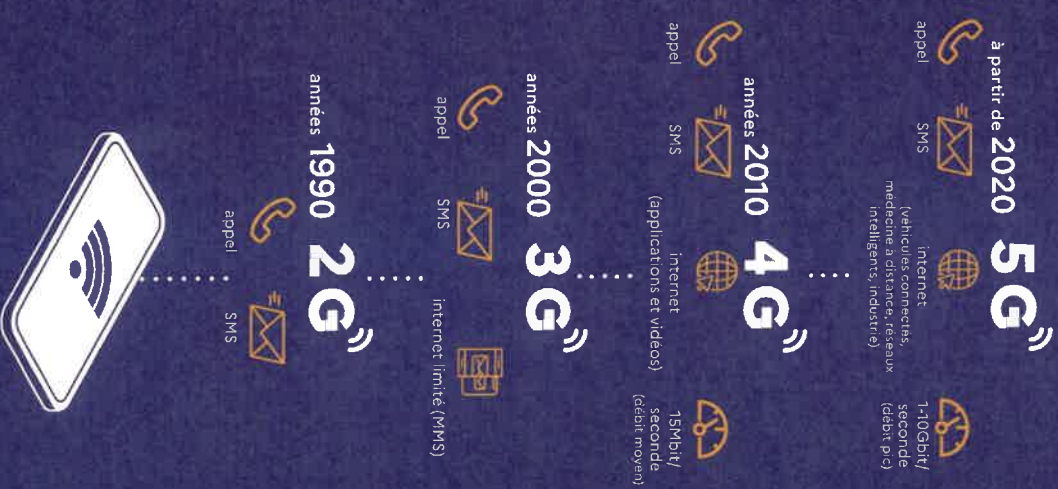 à partir de 2020 5G
appel
SMS
internet
(véhicules connectés,
médecine à distance, réseaux
intelligents, industrie)
1-10Gbit/
seconde
(débit pic)
années 2010 4G
appel
SMS
internet
(applications et vidéos)
15Mbit/
seconde
(débit moyen)
années 2000 3G
appel
SMS
internet limité (MMS)
années 1990 2G
appel
SMS